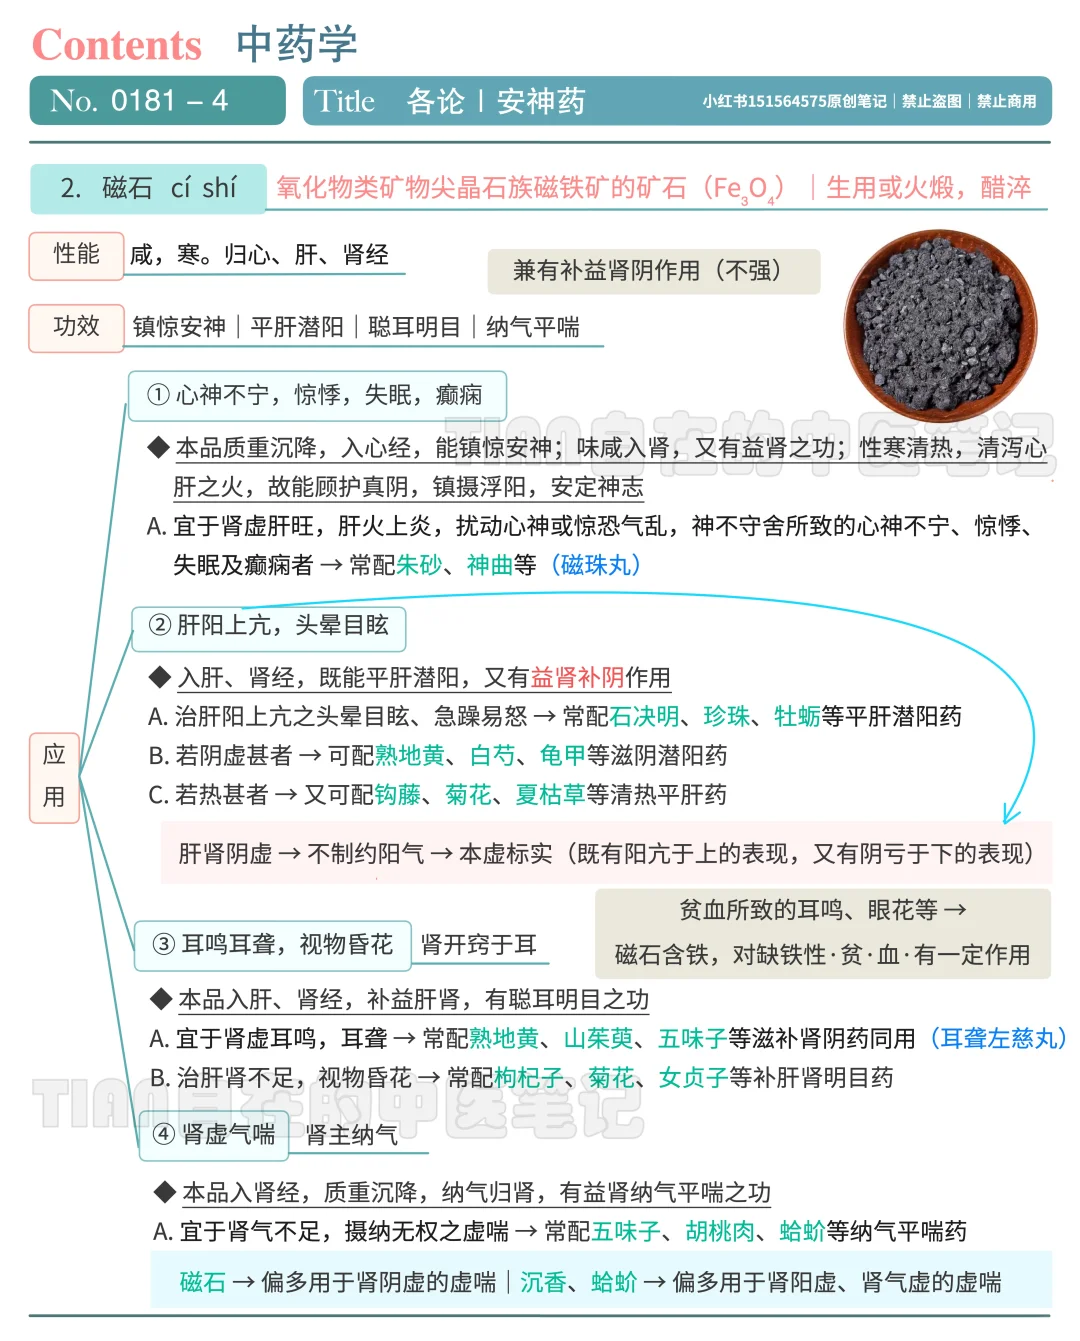 Contents 中药学
No. 0181 – 4
Title 各论｜安神药 小红书151564575原创笔记｜禁止盗图｜禁止商用
2. 磁石 cí shí 氧化物类矿物尖晶石族磁铁矿的矿石（Fe₃O₄）｜生用或火煅，醋淬
性能 咸，寒。归心、肝、肾经
兼有补益肾阴作用（不强）
功效 镇惊安神｜平肝潜阳｜聪耳明目｜纳气平喘
应用
① 心神不宁，惊悸，失眠，癫痫
TIAN自在的中医笔记
◆ 本品质重沉降，入心经，能镇惊安神；味咸入肾，又有益肾之功；性寒清热，清泻心
肝之火，故能顾护真阴，镇摄浮阳，安定神志
A. 宜于肾虚肝旺，肝火上炎，扰动心神或惊恐气乱，神不守舍所致的心神不宁、惊悸、
失眠及癫痫者 → 常配朱砂、神曲等（磁珠丸）
② 肝阳上亢，头晕目眩
◆ 入肝、肾经，既能平肝潜阳，又有益肾补阴作用
A. 治肝阳上亢之头晕目眩、急躁易怒 → 常配石决明、珍珠、牡蛎等平肝潜阳药
B. 若阴虚甚者 → 可配熟地黄、白芍、龟甲等滋阴潜阳药
C. 若热甚者 → 又可配钩藤、菊花、夏枯草等清热平肝药
肝肾阴虚 → 不制约阳气 → 本虚标实（既有阳亢于上的表现，又有阴亏于下的表现）
贫血所致的耳鸣、眼花等 →
磁石含铁，对缺铁性·贫·血·有一定作用
③ 耳鸣耳聋，视物昏花 肾开窍于耳
◆ 本品入肝、肾经，补益肝肾，有聪耳明目之功
A. 宜于肾虚耳鸣，耳聋 → 常配熟地黄、山茱萸、五味子等滋补肾阴药同用（耳聋左慈丸）
B. 治肝肾不足，视物昏花 → 常配枸杞子、菊花、女贞子等补肝肾明目药
TIAN自在的中医笔记
④ 肾虚气喘 肾主纳气
◆ 本品入肾经，质重沉降，纳气归肾，有益肾纳气平喘之功
A. 宜于肾气不足，摄纳无权之虚喘 → 常配五味子、胡桃肉、蛤蚧等纳气平喘药
磁石 → 偏多用于肾阴虚的虚喘｜沉香、蛤蚧 → 偏多用于肾阳虚、肾气虚的虚喘